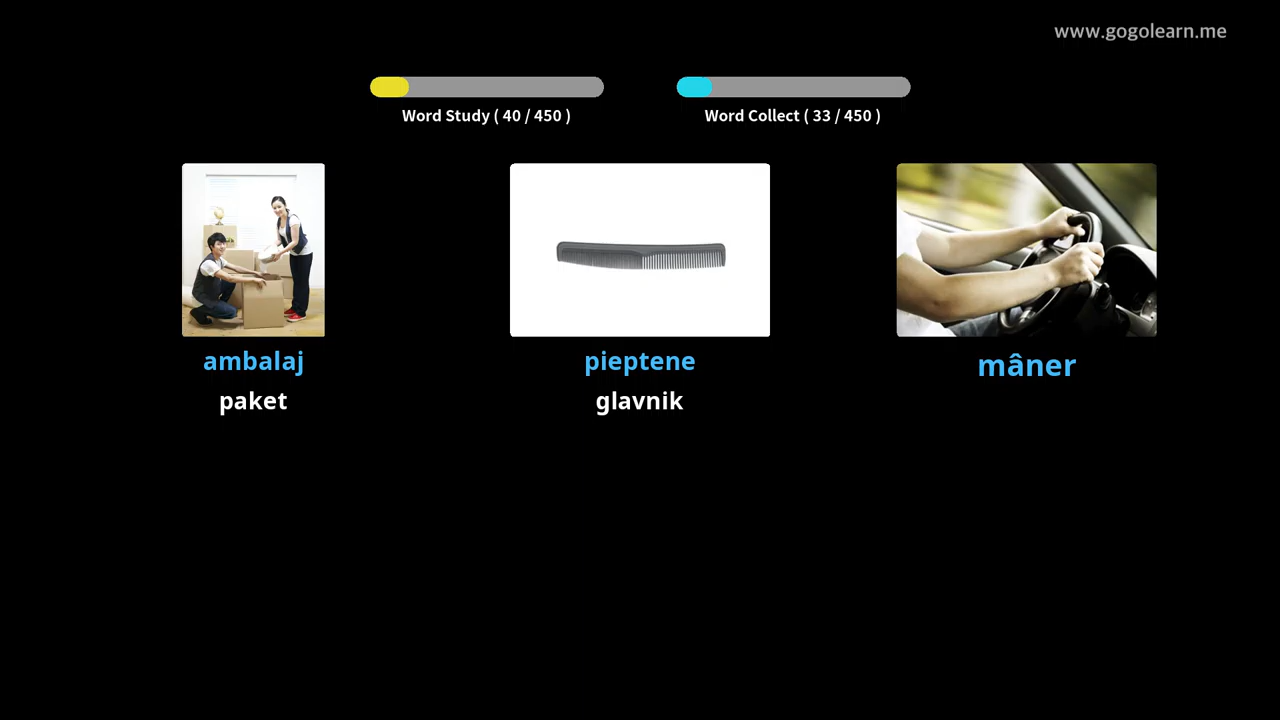 www.gogolearn.me
Word Study ( 40 / 450 )
Word Collect ( 33 / 450 )
ambalaj
pieptene
mâner
paket
glavnik